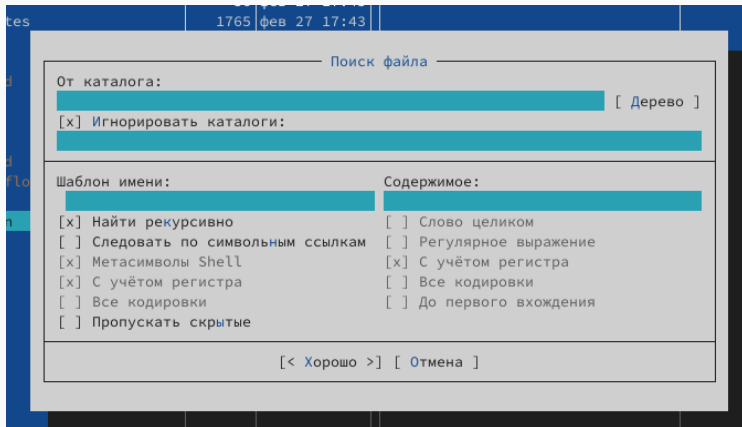 tes 1765 фев 27 17:43
Поиск файла
От каталога:
[ Дерево ]
[x] Игнорировать каталоги:
Шаблон имени: Содержимое:
[x] Найти рекурсивно [ ] Слово целиком
[ ] Следовать по символьным ссылкам [ ] Регулярное выражение
[x] Метасимволы Shell [x] С учётом регистра
[x] С учётом регистра [ ] Все кодировки
[ ] Все кодировки [ ] До первого вхождения
[ ] Пропускать скрытые
[< Хорошо >] [ Отмена ]
d
d
flo
n